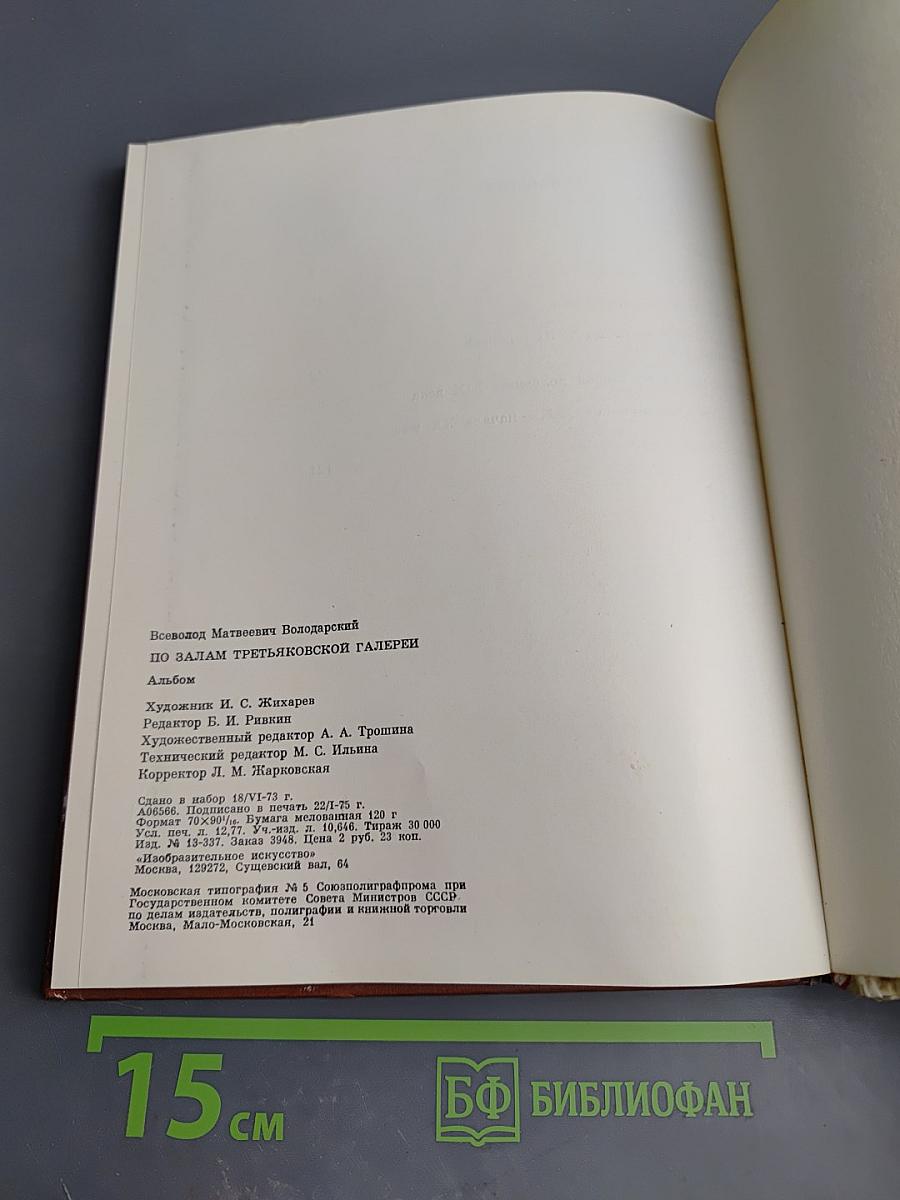 Всеволод Матвеевич Володарский
ПО ЗАЛАМ ТРЕТЬЯКОВСКОЙ ГАЛЕРЕИ
Альбом
Художник И. С. Жихарев
Редактор Б. И. Ривкин
Художественный редактор А. А. Трошина
Технический редактор М. С. Ильина
Корректор Л. М. Жарковская
Сдано в набор 18/VI-73 г.
А06566. Подписано в печать 22/I-75 г.
Формат 70×90¹/₁₆. Бумага мелованная 120 г
Усл. печ. л. 12,77. Уч.-изд. л. 10,646. Тираж 30 000
Изд. № 13-337. Заказ 3948. Цена 2 руб. 23 коп.
«Изобразительное искусство»
Москва, 129272, Сущевский вал, 64
Московская типография № 5 Союзполиграфпрома при
Государственном комитете Совета Министров СССР
по делам издательств, полиграфии и книжной торговли
Москва, Мало-Московская, 21
15 см
БФ БИБЛИОФАН